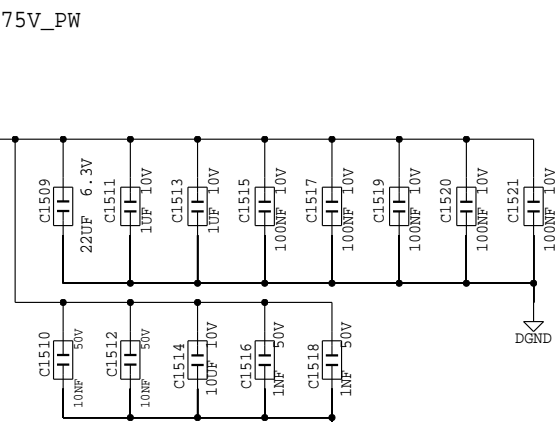 75V_PW
C1509
22UF 6.3V
C1511
1UF 10V
C1513
1UF 10V
C1515
100NF 10V
C1517
100NF 10V
C1519
100NF 10V
C1520
100NF 10V
C1521
100NF 10V
DGND
C1510
10NF 50V
C1512
10NF 50V
C1514
10UF 10V
C1516
1NF 50V
C1518
1NF 50V